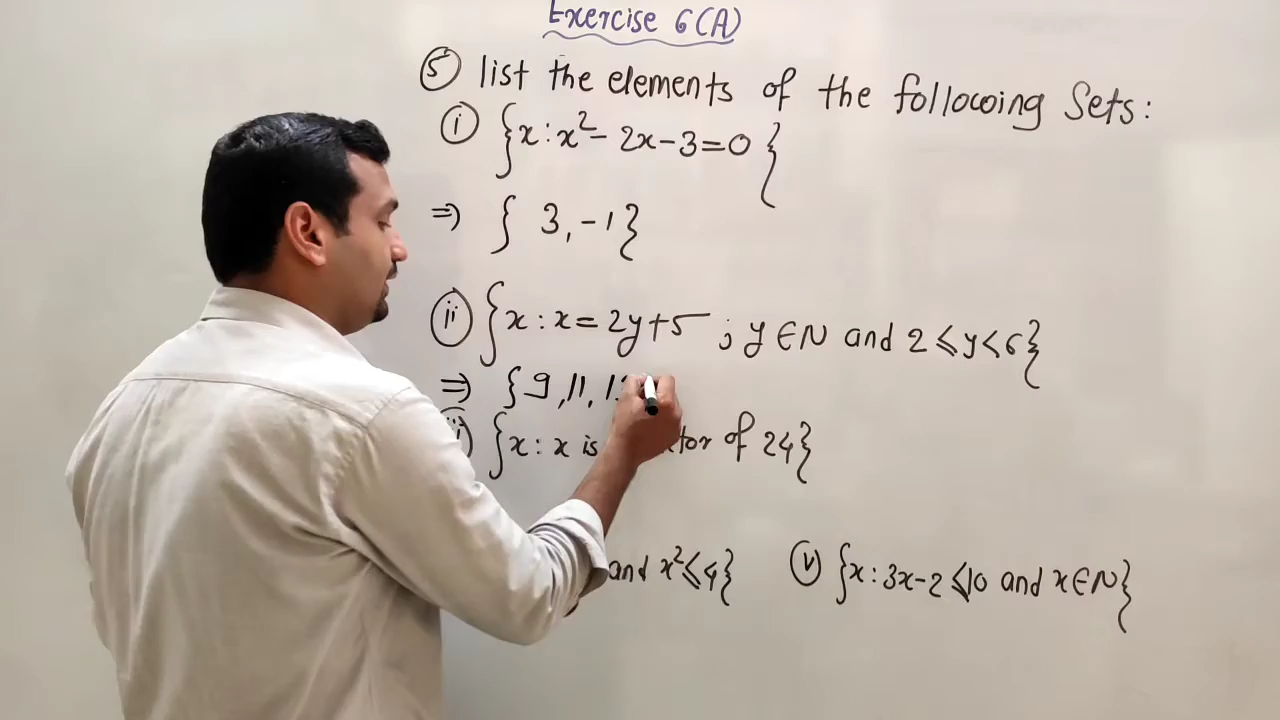 Exercise 6(A)
5 list the elements of the following Sets:
i {x : x² - 2x - 3 = 0}
⇒ { 3, -1}
ii {x : x = 2y + 5 ; y ∈ N and 2 ≤ y < 6}
⇒ {9, 11,
{x : x is of 24}
and x² ≤ 4} v {x : 3x - 2 ≤ 10 and x ∈ N}